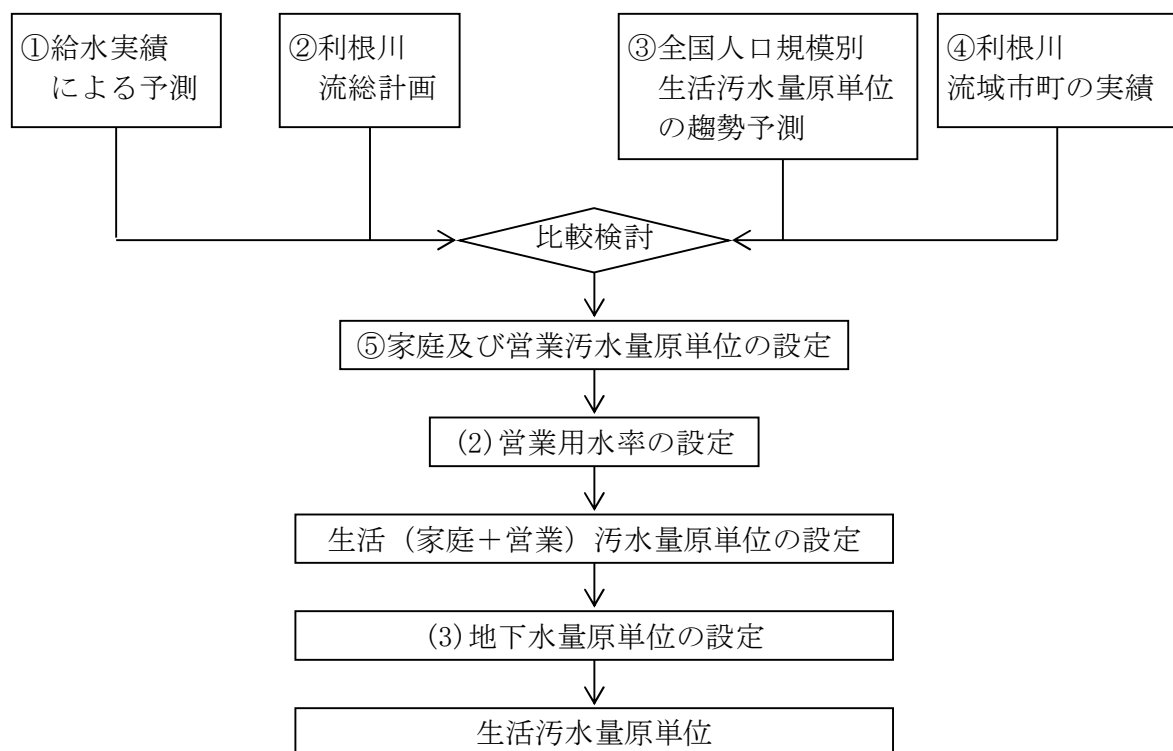 ①給水実績
による予測
②利根川
流総計画
③全国人口規模別
生活汚水量原単位
の趨勢予測
④利根川
流域市町の実績
比較検討
⑤家庭及び営業汚水量原単位の設定
(2)営業用水率の設定
生活（家庭＋営業）汚水量原単位の設定
(3)地下水量原単位の設定
生活汚水量原単位